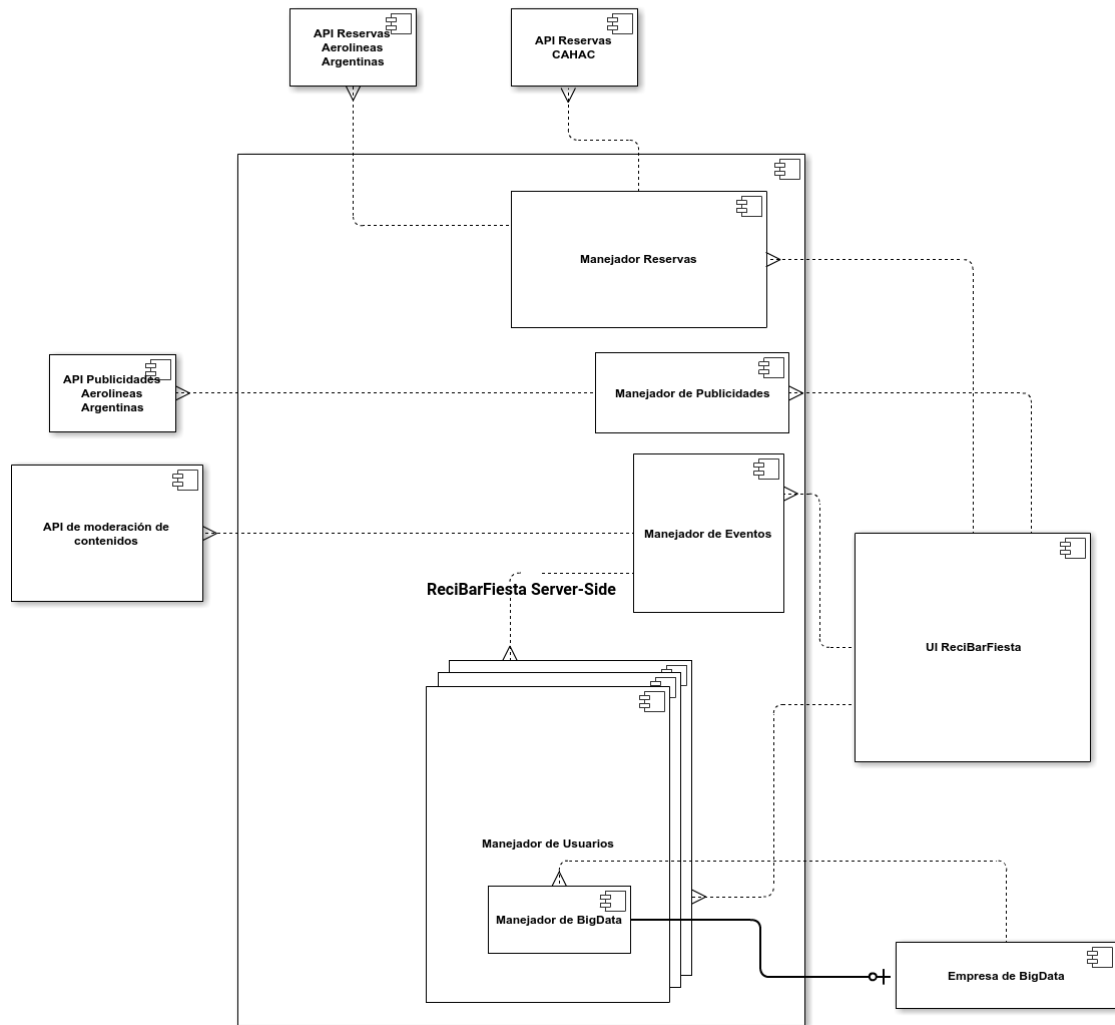 API Reservas
Aerolineas
Argentinas
API Reservas
CAHAC
Manejador Reservas
API Publicidades
Aerolineas
Argentinas
Manejador de Publicidades
API de moderación de
contenidos
Manejador de Eventos
ReciBarFiesta Server-Side
UI ReciBarFiesta
Manejador de Usuarios
Manejador de BigData
Empresa de BigData